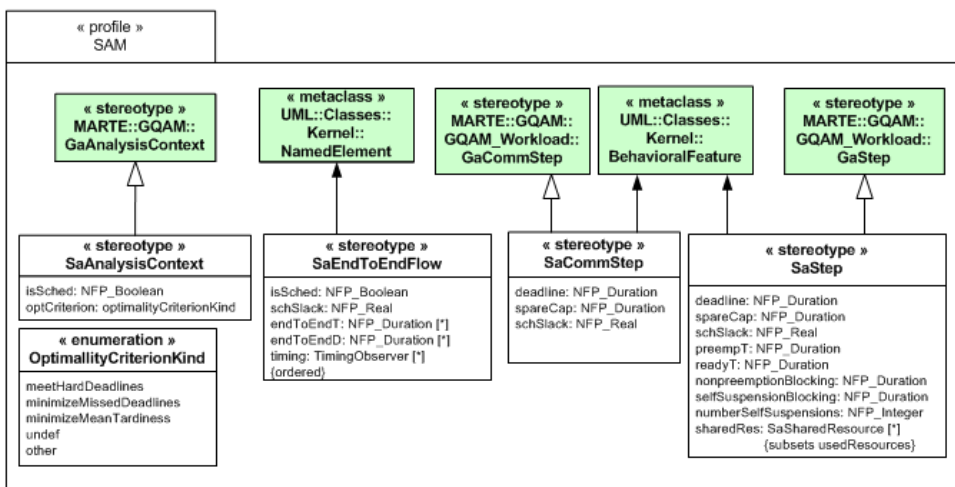 « profile »
SAM
« stereotype »
MARTE::GQAM::
GaAnalysisContext
« metaclass »
UML::Classes::
Kernel::
NamedElement
« stereotype »
MARTE::GQAM::
GQAM_Workload::
GaCommStep
« metaclass »
UML::Classes::
Kernel::
BehavioralFeature
« stereotype »
MARTE::GQAM::
GQAM_Workload::
GaStep
« stereotype »
SaAnalysisContext
isSched: NFP_Boolean
optCriterion: optimalityCriterionKind
« enumeration »
OptimallityCriterionKind
meetHardDeadlines
minimizeMissedDeadlines
minimizeMeanTardiness
undef
other
« stereotype »
SaEndToEndFlow
isSched: NFP_Boolean
schSlack: NFP_Real
endToEndT: NFP_Duration [*]
endToEndD: NFP_Duration [*]
timing: TimingObserver [*]
{ordered}
« stereotype »
SaCommStep
deadline: NFP_Duration
spareCap: NFP_Duration
schSlack: NFP_Real
« stereotype »
SaStep
deadline: NFP_Duration
spareCap: NFP_Duration
schSlack: NFP_Real
preempT: NFP_Duration
readyT: NFP_Duration
nonpreemptionBlocking: NFP_Duration
selfSuspensionBlocking: NFP_Duration
numberSelfSuspensions: NFP_Integer
sharedRes: SaSharedResource [*]
{subsets usedResources}